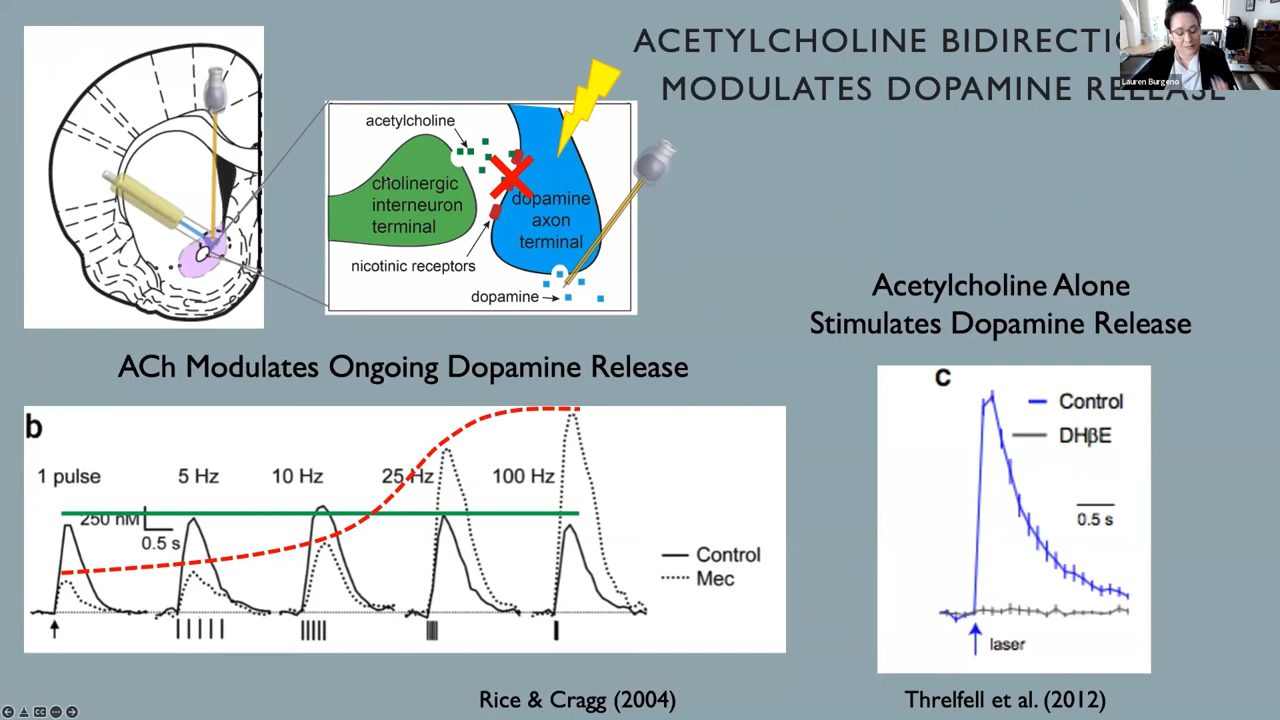 ACETYLCHOLINE
MODULATES DOPAMINE RELEASE
Lauren Burgeno
acetylcholine
cholinergic
interneuron
terminal
dopamine
axon
terminal
nicotinic receptors
dopamine
Acetylcholine Alone
Stimulates Dopamine Release
ACh Modulates Ongoing Dopamine Release
b
1 pulse 5 Hz 10 Hz 25 Hz 100 Hz
250 nM
0.5 s
Control
Mec
c
Control
DHβE
0.5 s
laser
Rice & Cragg (2004)
Threlfell et al. (2012)